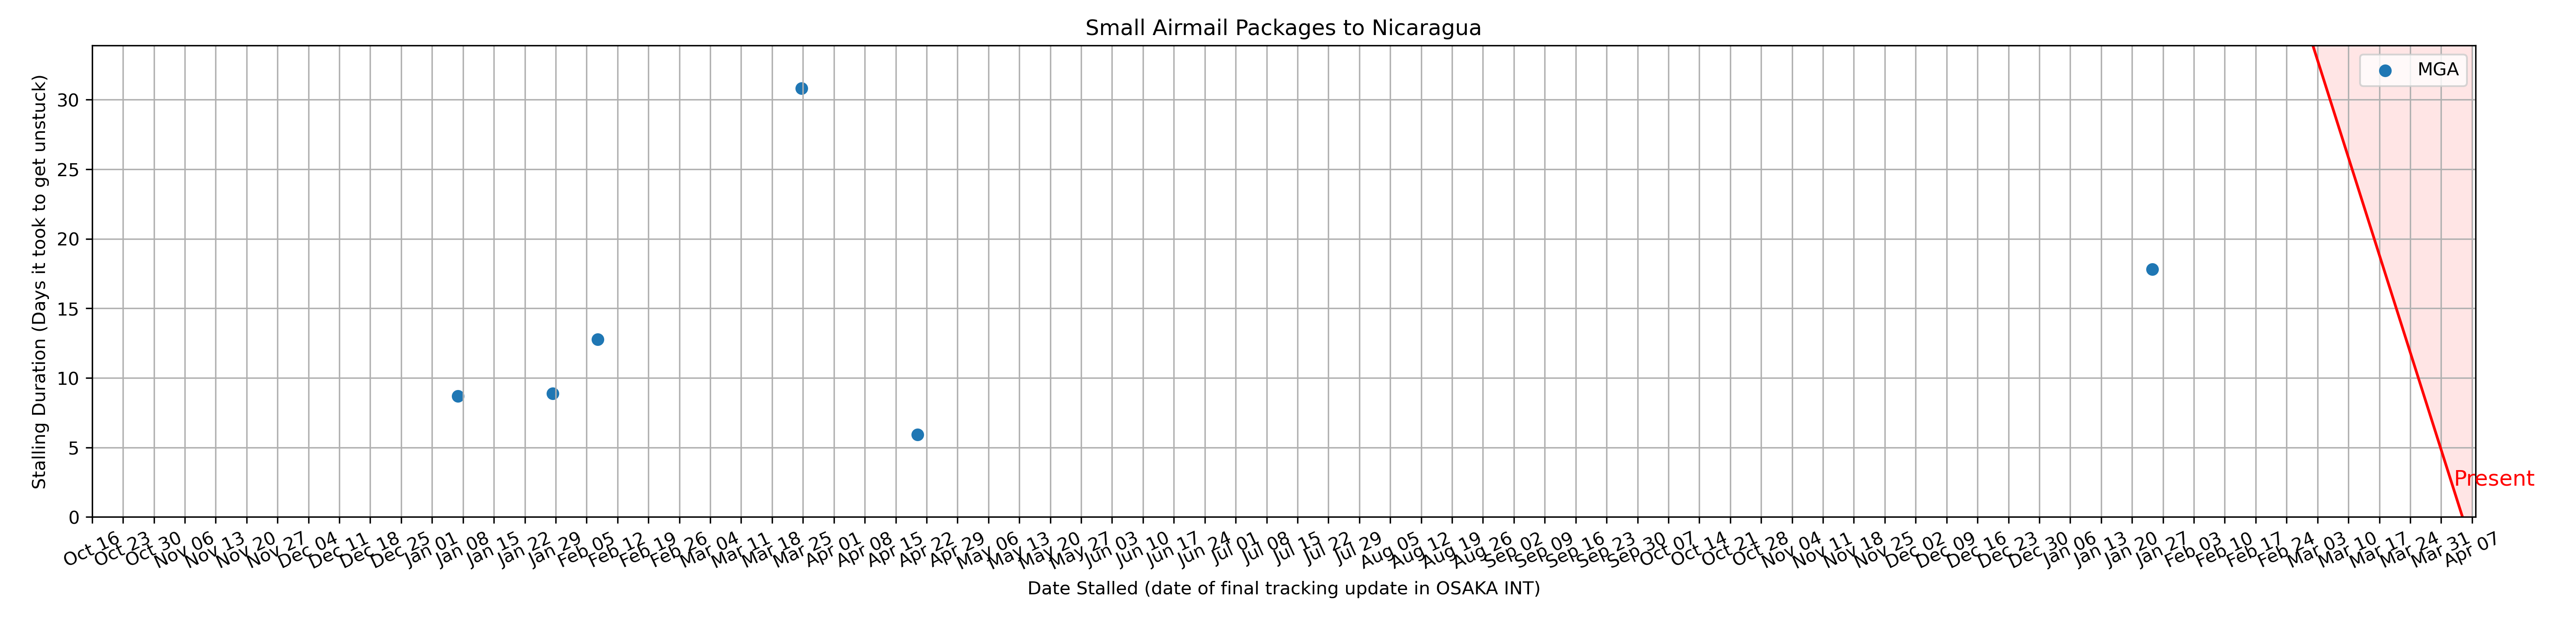 Small Airmail Packages to Nicaragua
MGA
Stalling Duration (Days it took to get unstuck)
30
25
20
15
10
5
0
Present
Oct 16 Oct 23 Oct 30 Nov 06 Nov 13 Nov 20 Nov 27 Dec 04 Dec 11 Dec 18 Dec 25 Jan 01 Jan 08 Jan 15 Jan 22 Jan 29 Feb 05 Feb 12 Feb 19 Feb 26 Mar 04 Mar 11 Mar 18 Mar 25 Apr 01 Apr 08 Apr 15 Apr 22 Apr 29 May 06 May 13 May 20 May 27 Jun 03 Jun 10 Jun 17 Jun 24 Jul 01 Jul 08 Jul 15 Jul 22 Jul 29 Aug 05 Aug 12 Aug 19 Aug 26 Sep 02 Sep 09 Sep 16 Sep 23 Sep 30 Oct 07 Oct 14 Oct 21 Oct 28 Nov 04 Nov 11 Nov 18 Nov 25 Dec 02 Dec 09 Dec 16 Dec 23 Dec 30 Jan 06 Jan 13 Jan 20 Jan 27 Feb 03 Feb 10 Feb 17 Feb 24 Mar 03 Mar 10 Mar 17 Mar 24 Mar 31 Apr 07
Date Stalled (date of final tracking update in OSAKA INT)